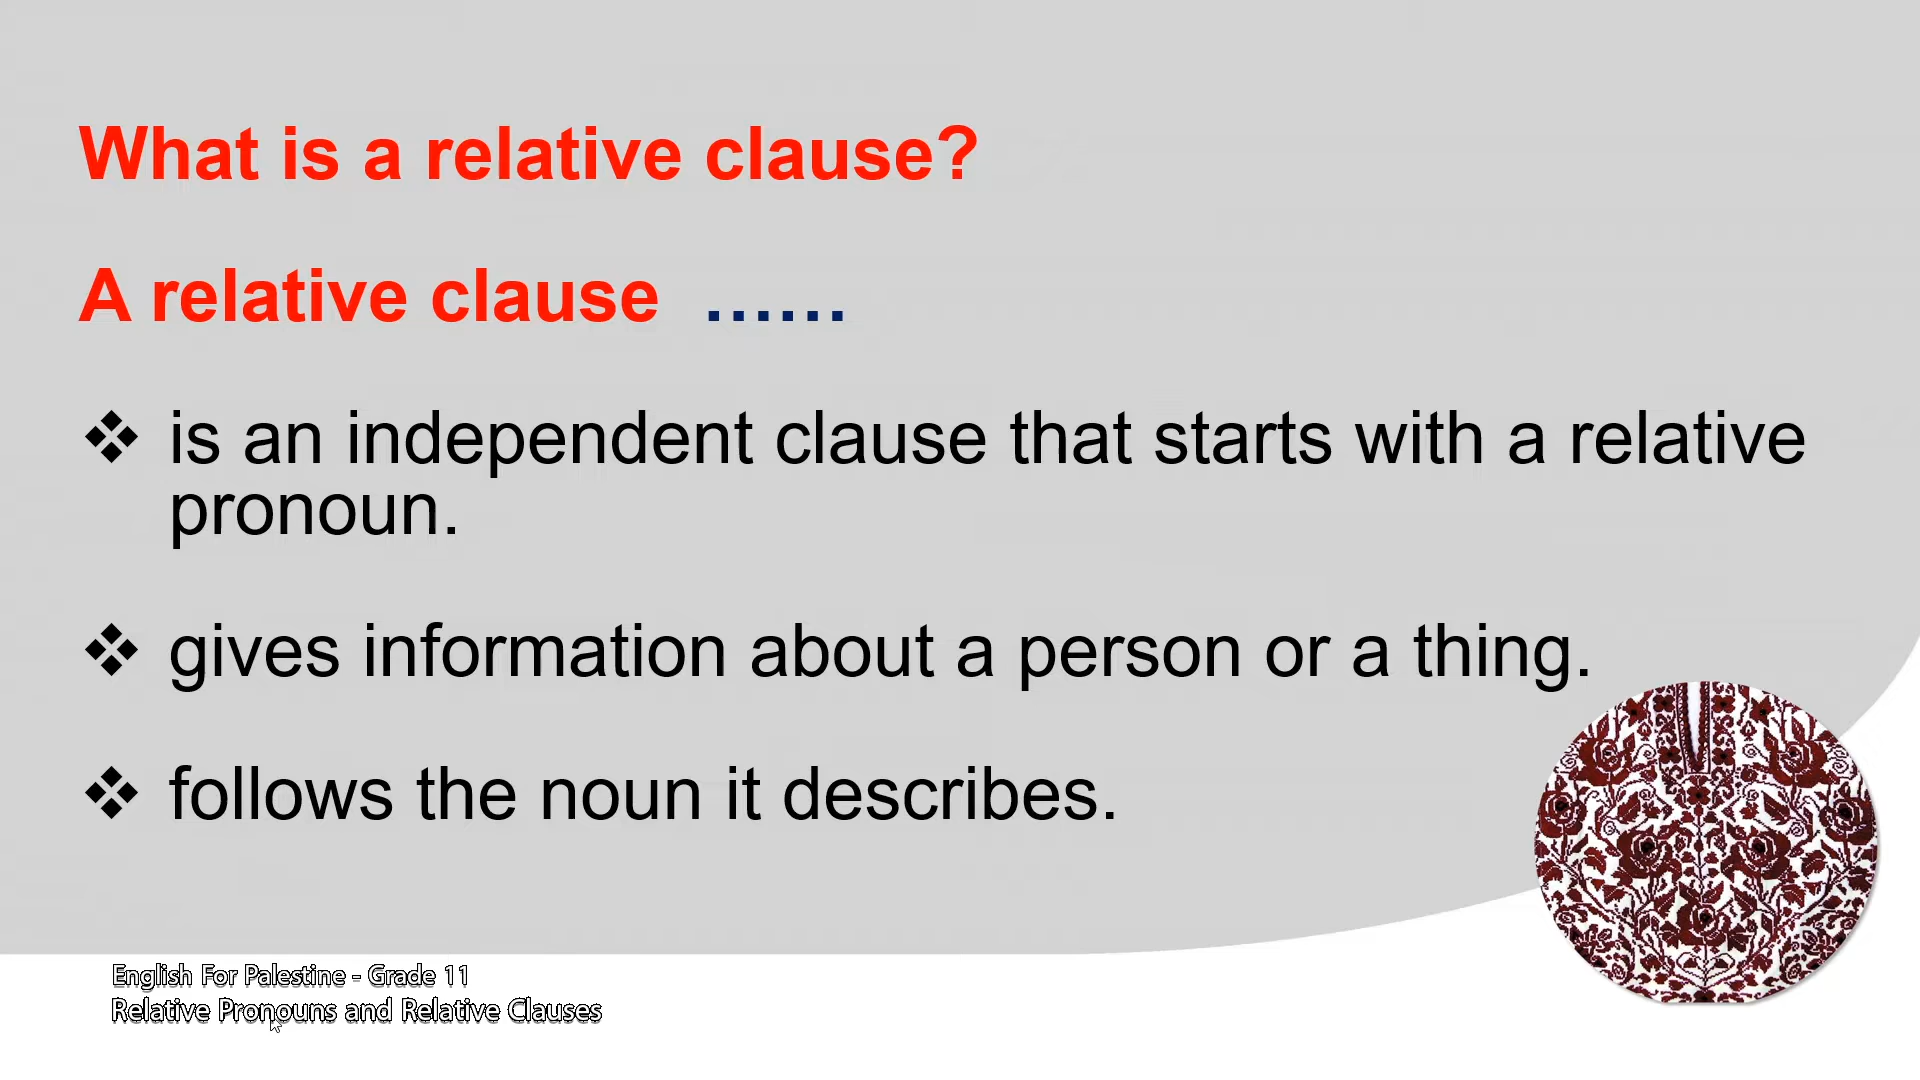 What is a relative clause?
A relative clause ......
❖ is an independent clause that starts with a relative
pronoun.
❖ gives information about a person or a thing.
❖ follows the noun it describes.
English For Palestine - Grade 11
Relative Pronouns and Relative Clauses